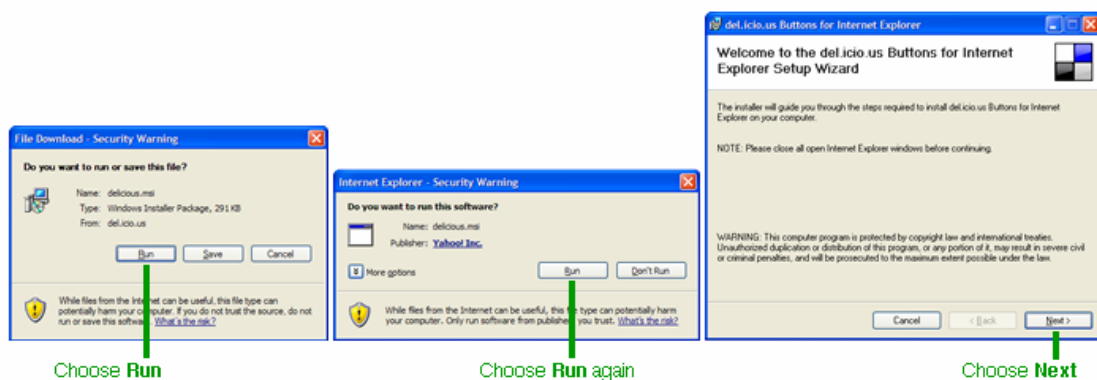 File Download - Security Warning
Do you want to run or save this file?
Name: delicious.msi
Type: Windows Installer Package, 291 KB
From: del.icio.us
Run
Save
Cancel
While files from the Internet can be useful, this file type can
potentially harm your computer. If you do not trust the source, do not
run or save this software. What's the risk?
Choose Run
Internet Explorer - Security Warning
Do you want to run this software?
Name: delicious.msi
Publisher: Yahoo! Inc.
More options
Run
Don't Run
While files from the Internet can be useful, this file type can potentially harm
your computer. Only run software from publishers you trust. What's the risk?
Choose Run again
del.icio.us Buttons for Internet Explorer
Welcome to the del.icio.us Buttons for Internet
Explorer Setup Wizard
The installer will guide you through the steps required to install del.icio.us Buttons for Internet
Explorer on your computer.
NOTE: Please close all open Internet Explorer windows before continuing.
WARNING: This computer program is protected by copyright law and international treaties.
Unauthorized duplication or distribution of this program, or any portion of it, may result in severe civil
or criminal penalties, and will be prosecuted to the maximum extent possible under the law.
Cancel
< Back
Next >
Choose Next